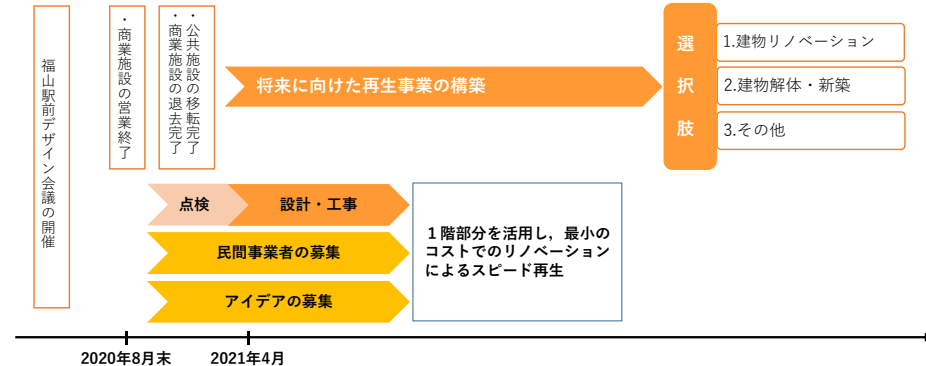 福山駅前デザイン会議の開催
・商業施設の営業終了
・公共施設の移転完了
・商業施設の退去完了
将来に向けた再生事業の構築
選択肢
1.建物リノベーション
2.建物解体・新築
3.その他
点検
設計・工事
民間事業者の募集
アイデアの募集
１階部分を活用し，最小の
コストでのリノベーション
によるスピード再生
2020年8月末
2021年4月